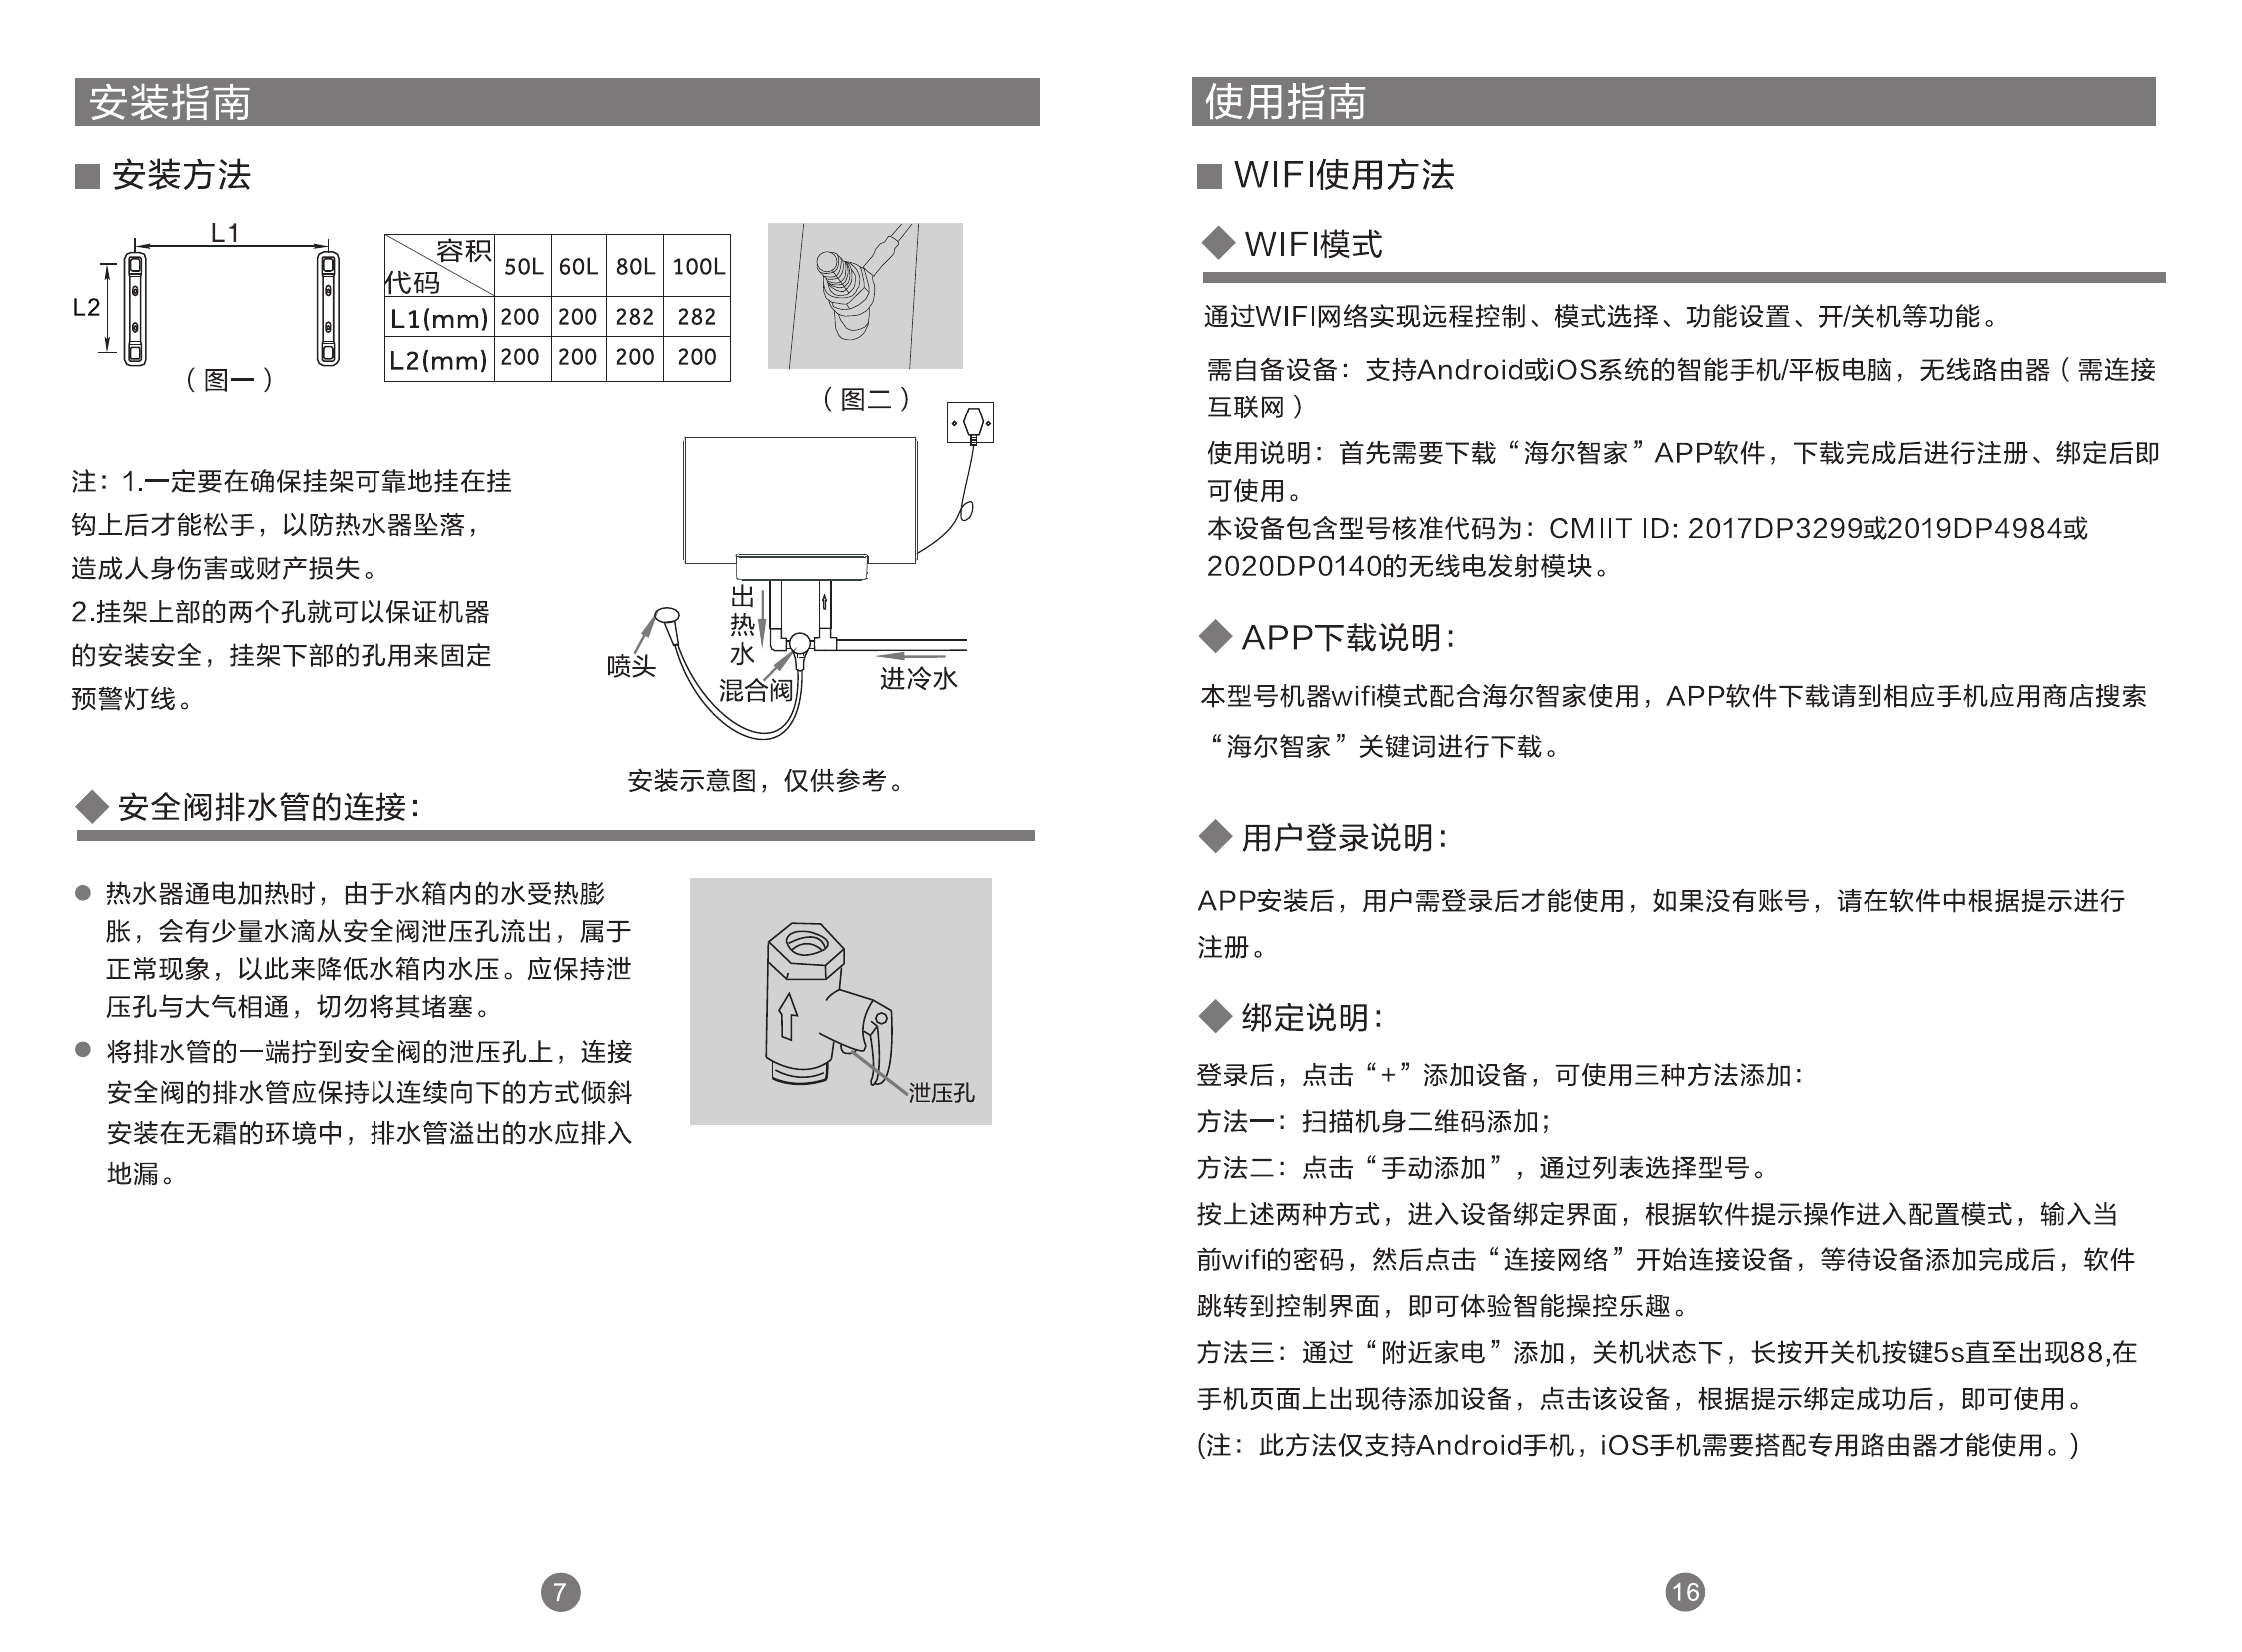 安装指南
■ 安装方法
L1
L2
（图一）
容积
代码
50L 60L 80L 100L
L1(mm) 200 200 282 282
L2(mm) 200 200 200 200
（图二）
注：1.一定要在确保挂架可靠地挂在挂
钩上后才能松手，以防热水器坠落，
造成人身伤害或财产损失。
2.挂架上部的两个孔就可以保证机器
的安装安全，挂架下部的孔用来固定
预警灯线。
出热水
喷头
混合阀
进冷水
安装示意图，仅供参考。
◆ 安全阀排水管的连接：
● 热水器通电加热时，由于水箱内的水受热膨
胀，会有少量水滴从安全阀泄压孔流出，属于
正常现象，以此来降低水箱内水压。应保持泄
压孔与大气相通，切勿将其堵塞。
● 将排水管的一端拧到安全阀的泄压孔上，连接
安全阀的排水管应保持以连续向下的方式倾斜
安装在无霜的环境中，排水管溢出的水应排入
地漏。
泄压孔
7
使用指南
■ WIFI使用方法
◆ WIFI模式
通过WIFI网络实现远程控制、模式选择、功能设置、开/关机等功能。
需自备设备：支持Android或iOS系统的智能手机/平板电脑，无线路由器（需连接
互联网）
使用说明：首先需要下载“海尔智家”APP软件，下载完成后进行注册、绑定后即
可使用。
本设备包含型号核准代码为：CMIIT ID: 2017DP3299或2019DP4984或
2020DP0140的无线电发射模块。
◆ APP下载说明：
本型号机器wifi模式配合海尔智家使用，APP软件下载请到相应手机应用商店搜索
“海尔智家”关键词进行下载。
◆ 用户登录说明：
APP安装后，用户需登录后才能使用，如果没有账号，请在软件中根据提示进行
注册。
◆ 绑定说明：
登录后，点击“+”添加设备，可使用三种方法添加：
方法一：扫描机身二维码添加；
方法二：点击“手动添加”，通过列表选择型号。
按上述两种方式，进入设备绑定界面，根据软件提示操作进入配置模式，输入当
前wifi的密码，然后点击“连接网络”开始连接设备，等待设备添加完成后，软件
跳转到控制界面，即可体验智能操控乐趣。
方法三：通过“附近家电”添加，关机状态下，长按开关机按键5s直至出现88,在
手机页面上出现待添加设备，点击该设备，根据提示绑定成功后，即可使用。
(注：此方法仅支持Android手机，iOS手机需要搭配专用路由器才能使用。)
16